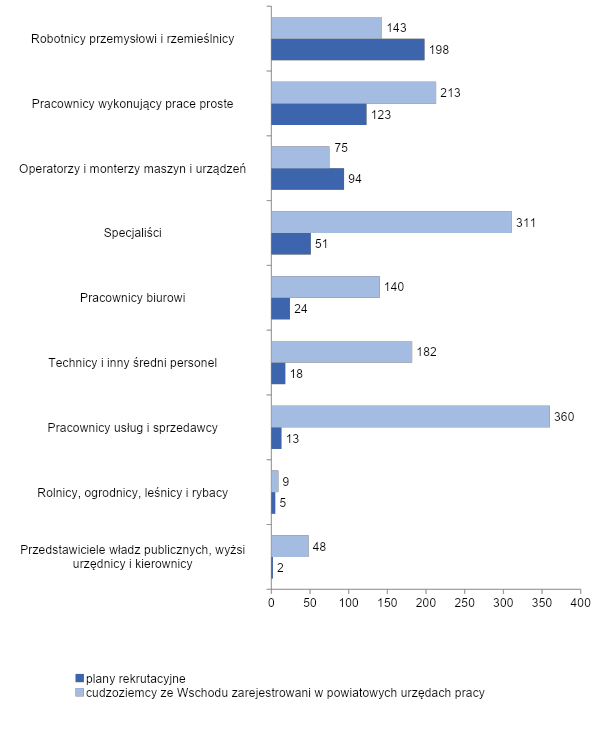 Robotnicy przemysłowi i rzemieślnicy
143
198
Pracownicy wykonujący prace proste
213
123
Operatorzy i monterzy maszyn i urządzeń
75
94
Specjaliści
311
51
Pracownicy biurowi
140
24
Technicy i inny średni personel
182
18
Pracownicy usług i sprzedawcy
360
13
Rolnicy, ogrodnicy, leśnicy i rybacy
9
5
Przedstawiciele władz publicznych, wyżsi
urzędnicy i kierownicy
48
2
0 50 100 150 200 250 300 350 400
plany rekrutacyjne
cudzoziemcy ze Wschodu zarejestrowani w powiatowych urzędach pracy